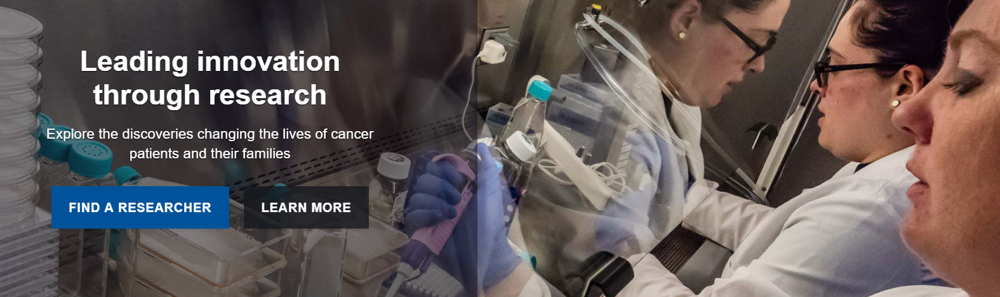 Leading innovation
through research
Explore the discoveries changing the lives of cancer
patients and their families
FIND A RESEARCHER
LEARN MORE